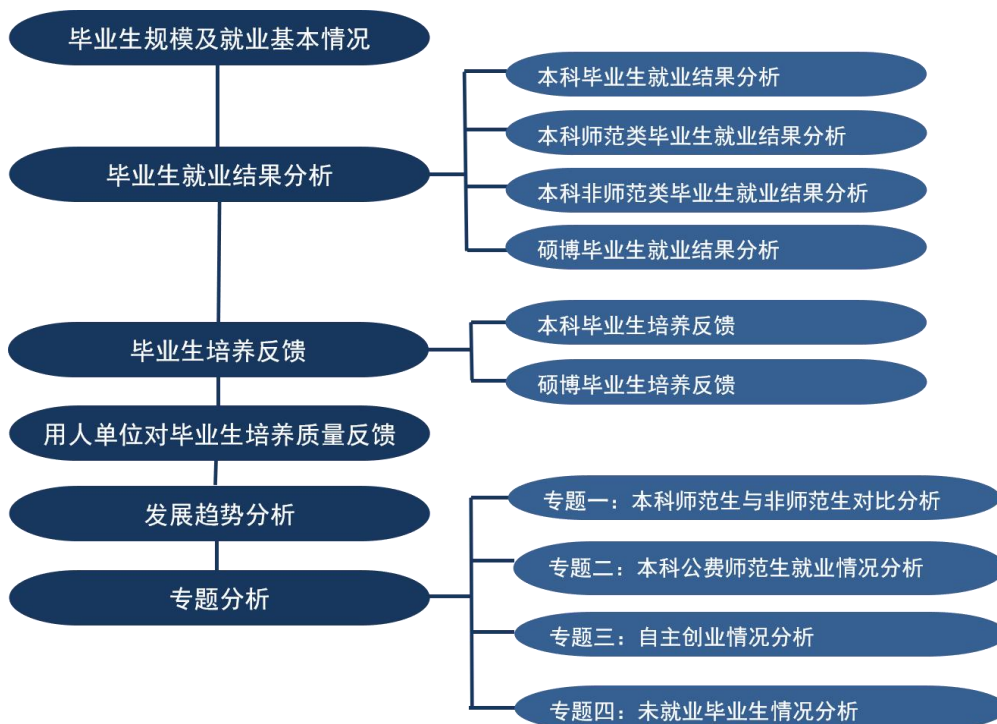 毕业生规模及就业基本情况
毕业生就业结果分析
本科毕业生就业结果分析
本科师范类毕业生就业结果分析
本科非师范类毕业生就业结果分析
硕博毕业生就业结果分析
毕业生培养反馈
本科毕业生培养反馈
硕博毕业生培养反馈
用人单位对毕业生培养质量反馈
发展趋势分析
专题分析
专题一：本科师范生与非师范生对比分析
专题二：本科公费师范生就业情况分析
专题三：自主创业情况分析
专题四：未就业毕业生情况分析